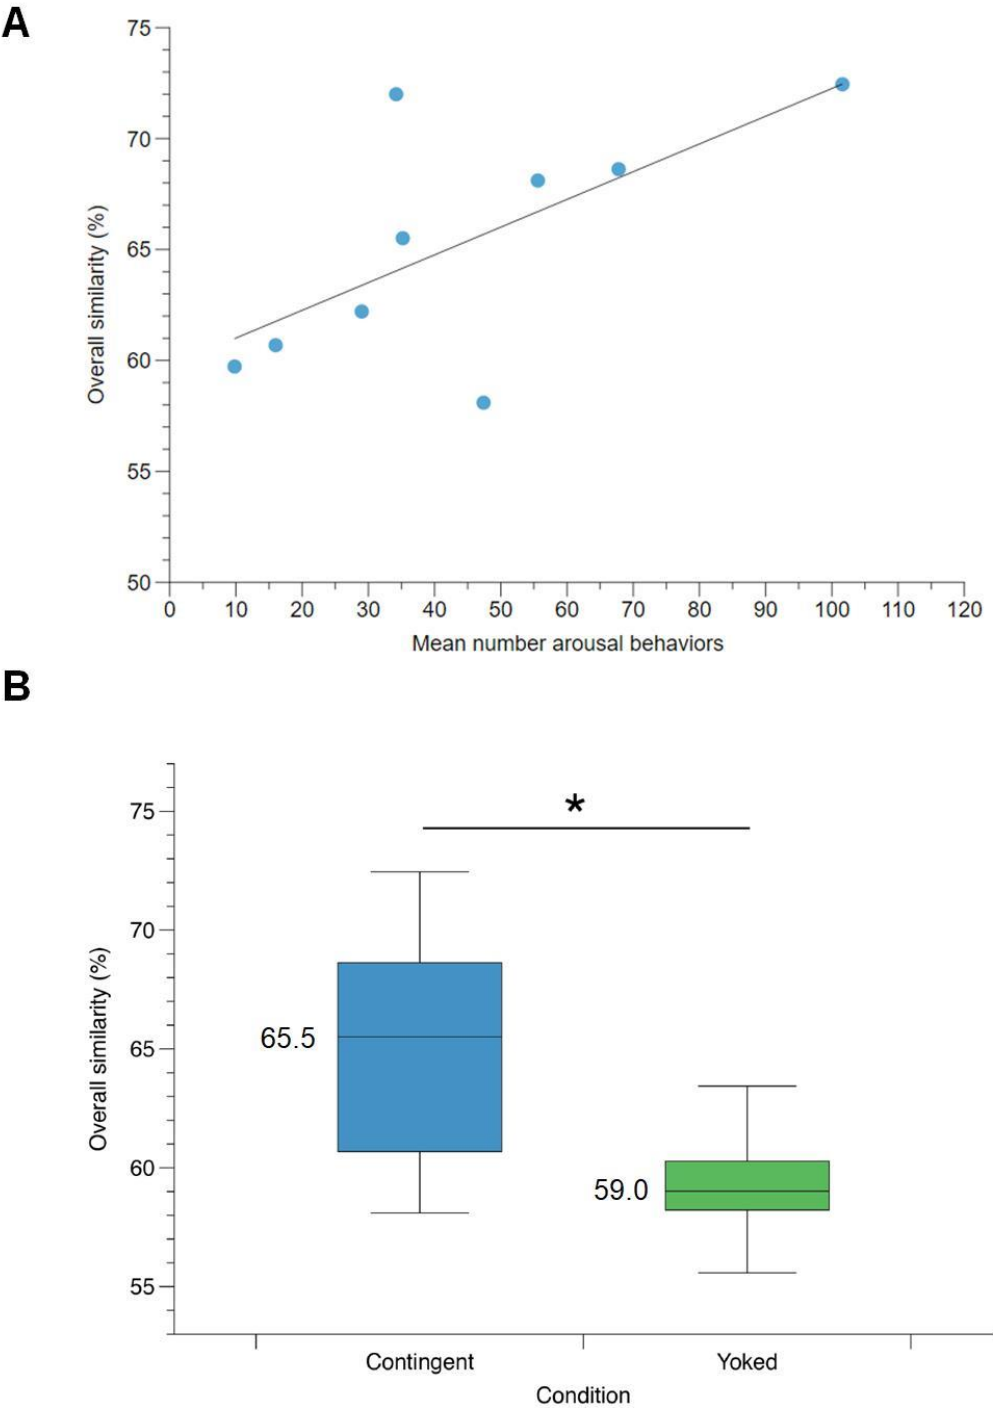 A
75
70
65
60
55
50
Overall similarity (%)
0 10 20 30 40 50 60 70 80 90 100 110 120
Mean number arousal behaviors
B
*
75
70
65
60
55
Overall similarity (%)
65.5
59.0
Contingent Yoked
Condition